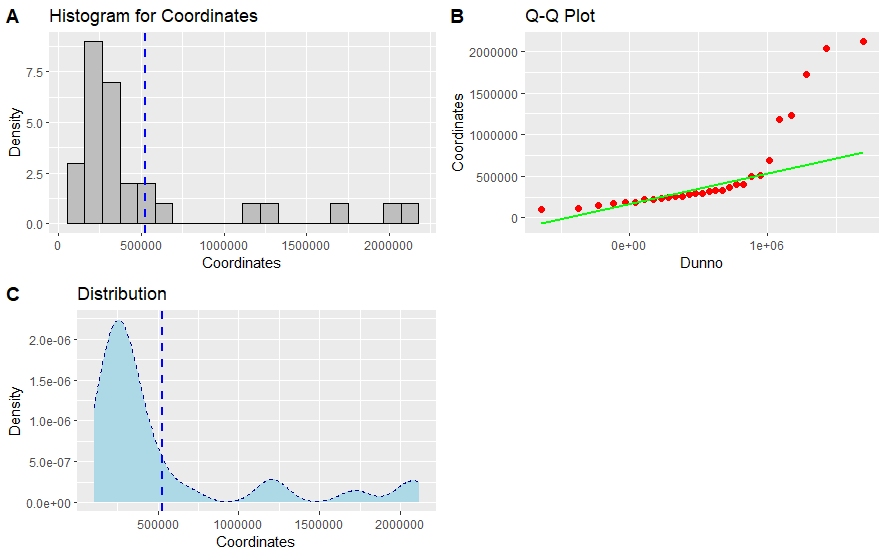 A Histogram for Coordinates
7.5
5.0
2.5
0.0
Density
0 500000 1000000 1500000 2000000
Coordinates
B Q-Q Plot
2000000
1500000
1000000
500000
0
Coordinates
0e+00 1e+06
Dunno
C Distribution
2.0e-06
1.5e-06
1.0e-06
5.0e-07
0.0e+00
Density
500000 1000000 1500000 2000000
Coordinates